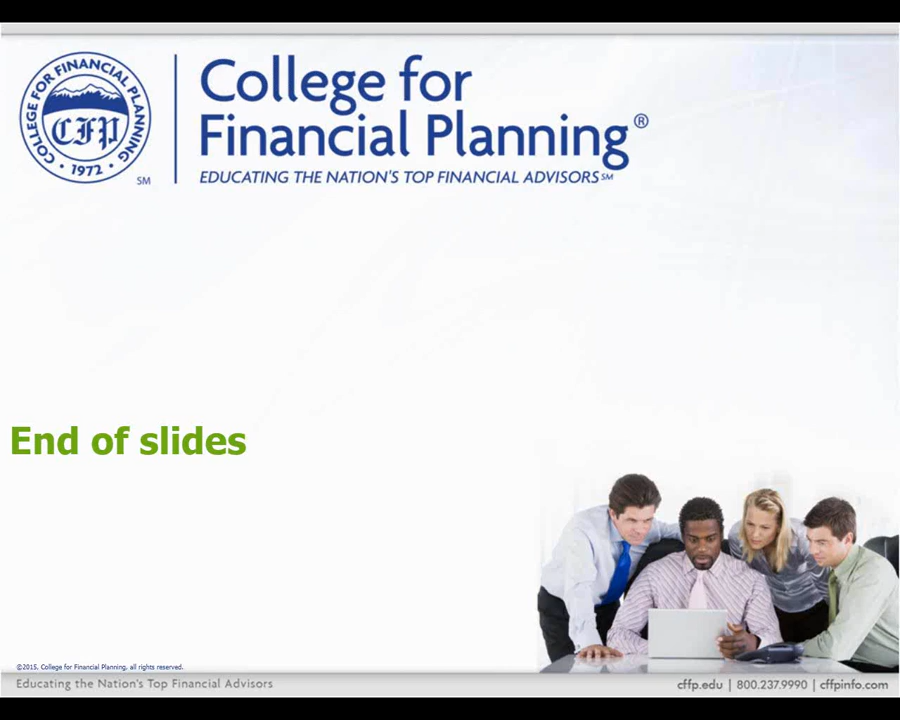 COLLEGE FOR FINANCIAL PLANNING
CFP
• 1972 •
SM
College for
Financial Planning®
EDUCATING THE NATION'S TOP FINANCIAL ADVISORS℠
End of slides
©2015, College for Financial Planning, all rights reserved.
Educating the Nation's Top Financial Advisors
cffp.edu | 800.237.9990 | cffpinfo.com